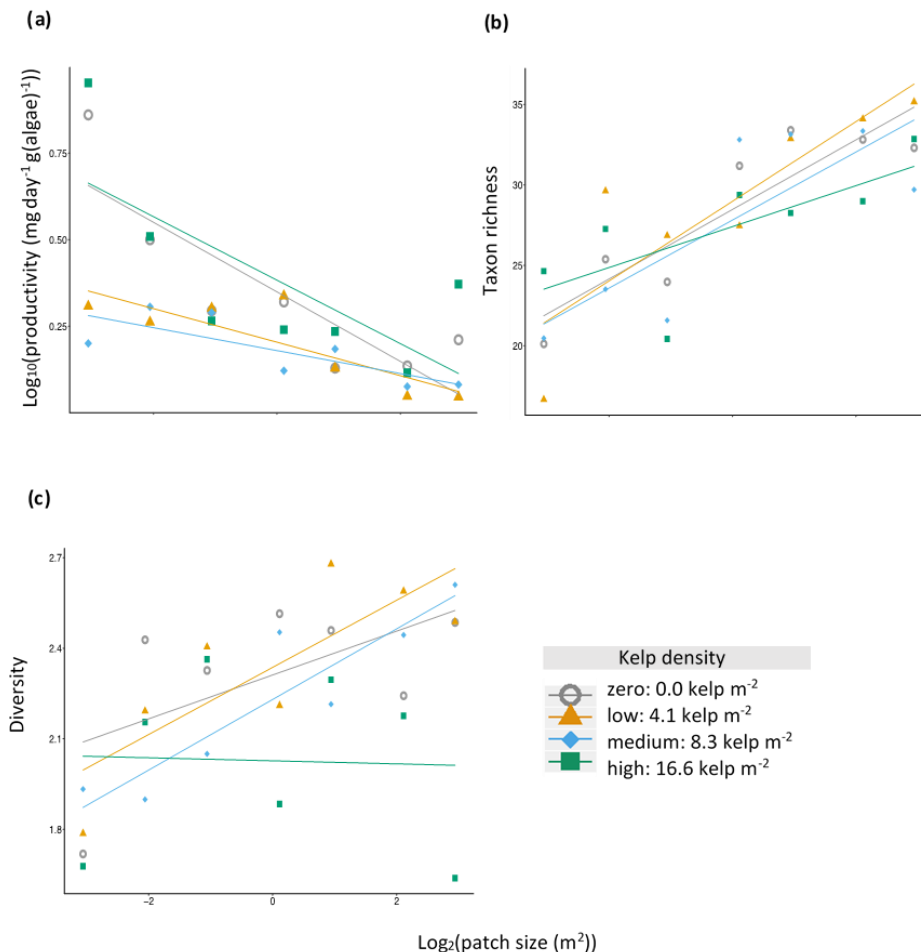 (a)
Log₁₀(productivity (mg day⁻¹ g(algae)⁻¹))
0.75
0.50
0.25
(b)
Taxon richness
35
30
25
20
(c)
Diversity
2.7
2.4
2.1
1.8
-2
0
2
Log₂(patch size (m²))
Kelp density
zero: 0.0 kelp m⁻²
low: 4.1 kelp m⁻²
medium: 8.3 kelp m⁻²
high: 16.6 kelp m⁻²